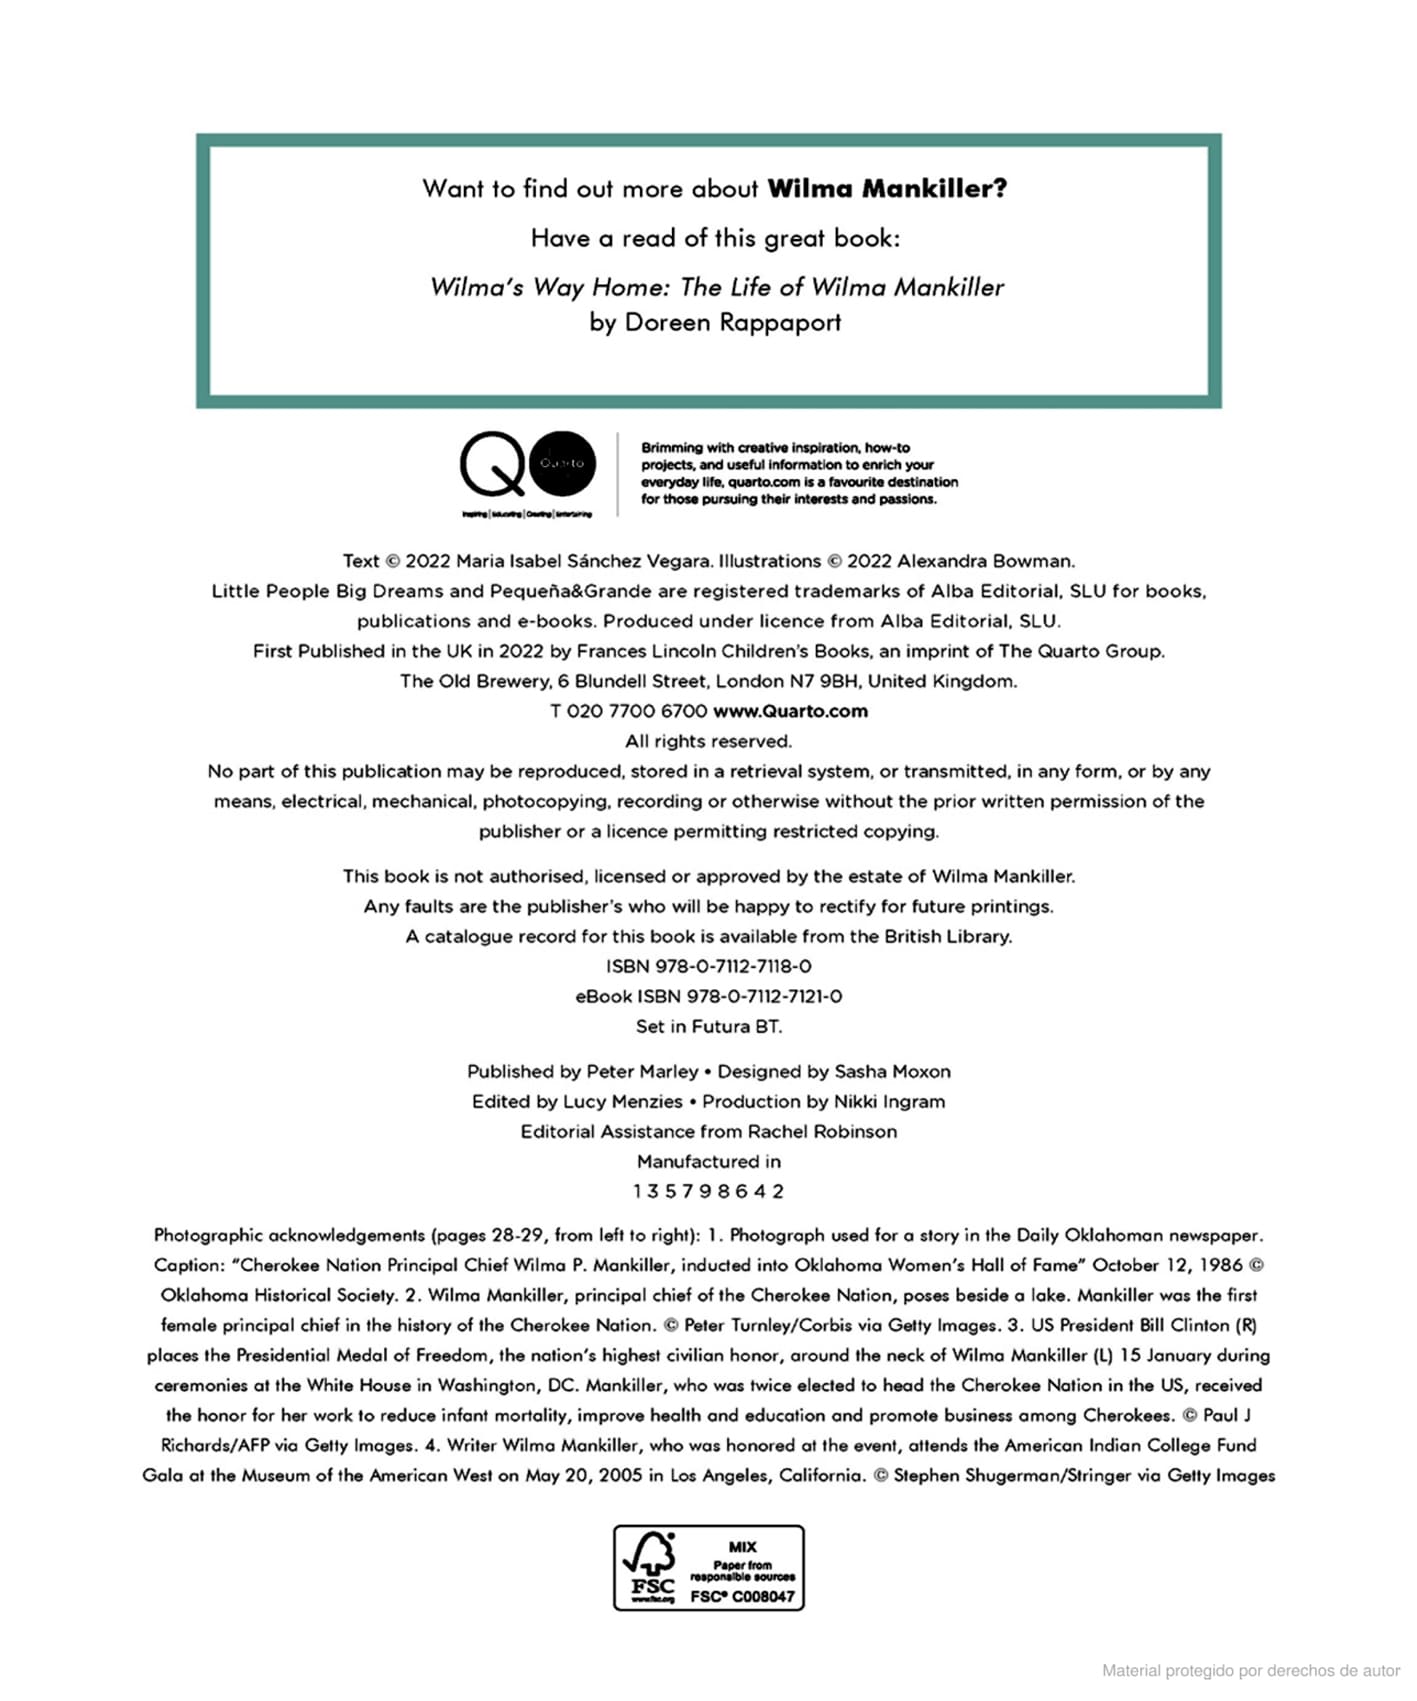 Want to find out more about Wilma Mankiller?
Have a read of this great book:
Wilma's Way Home: The Life of Wilma Mankiller
by Doreen Rappaport
Quarto
Inspiring | Educating | Creating | Entertaining
Brimming with creative inspiration, how-to
projects, and useful information to enrich your
everyday life, quarto.com is a favourite destination
for those pursuing their interests and passions.
Text © 2022 Maria Isabel Sánchez Vegara. Illustrations © 2022 Alexandra Bowman.
Little People Big Dreams and Pequeña&Grande are registered trademarks of Alba Editorial, SLU for books,
publications and e-books. Produced under licence from Alba Editorial, SLU.
First Published in the UK in 2022 by Frances Lincoln Children's Books, an imprint of The Quarto Group.
The Old Brewery, 6 Blundell Street, London N7 9BH, United Kingdom.
T 020 7700 6700 www.Quarto.com
All rights reserved.
No part of this publication may be reproduced, stored in a retrieval system, or transmitted, in any form, or by any
means, electrical, mechanical, photocopying, recording or otherwise without the prior written permission of the
publisher or a licence permitting restricted copying.
This book is not authorised, licensed or approved by the estate of Wilma Mankiller.
Any faults are the publisher's who will be happy to rectify for future printings.
A catalogue record for this book is available from the British Library.
ISBN 978-0-7112-7118-0
eBook ISBN 978-0-7112-7121-0
Set in Futura BT.
Published by Peter Marley • Designed by Sasha Moxon
Edited by Lucy Menzies • Production by Nikki Ingram
Editorial Assistance from Rachel Robinson
Manufactured in
1 3 5 7 9 8 6 4 2
Photographic acknowledgements (pages 28-29, from left to right): 1. Photograph used for a story in the Daily Oklahoman newspaper.
Caption: "Cherokee Nation Principal Chief Wilma P. Mankiller, inducted into Oklahoma Women's Hall of Fame" October 12, 1986 ©
Oklahoma Historical Society. 2. Wilma Mankiller, principal chief of the Cherokee Nation, poses beside a lake. Mankiller was the first
female principal chief in the history of the Cherokee Nation. © Peter Turnley/Corbis via Getty Images. 3. US President Bill Clinton (R)
places the Presidential Medal of Freedom, the nation's highest civilian honor, around the neck of Wilma Mankiller (L) 15 January during
ceremonies at the White House in Washington, DC. Mankiller, who was twice elected to head the Cherokee Nation in the US, received
the honor for her work to reduce infant mortality, improve health and education and promote business among Cherokees. © Paul J
Richards/AFP via Getty Images. 4. Writer Wilma Mankiller, who was honored at the event, attends the American Indian College Fund
Gala at the Museum of the American West on May 20, 2005 in Los Angeles, California. © Stephen Shugerman/Stringer via Getty Images
FSC
www.fsc.org
MIX
Paper from
responsible sources
FSC® C008047
Material protegido por derechos de autor